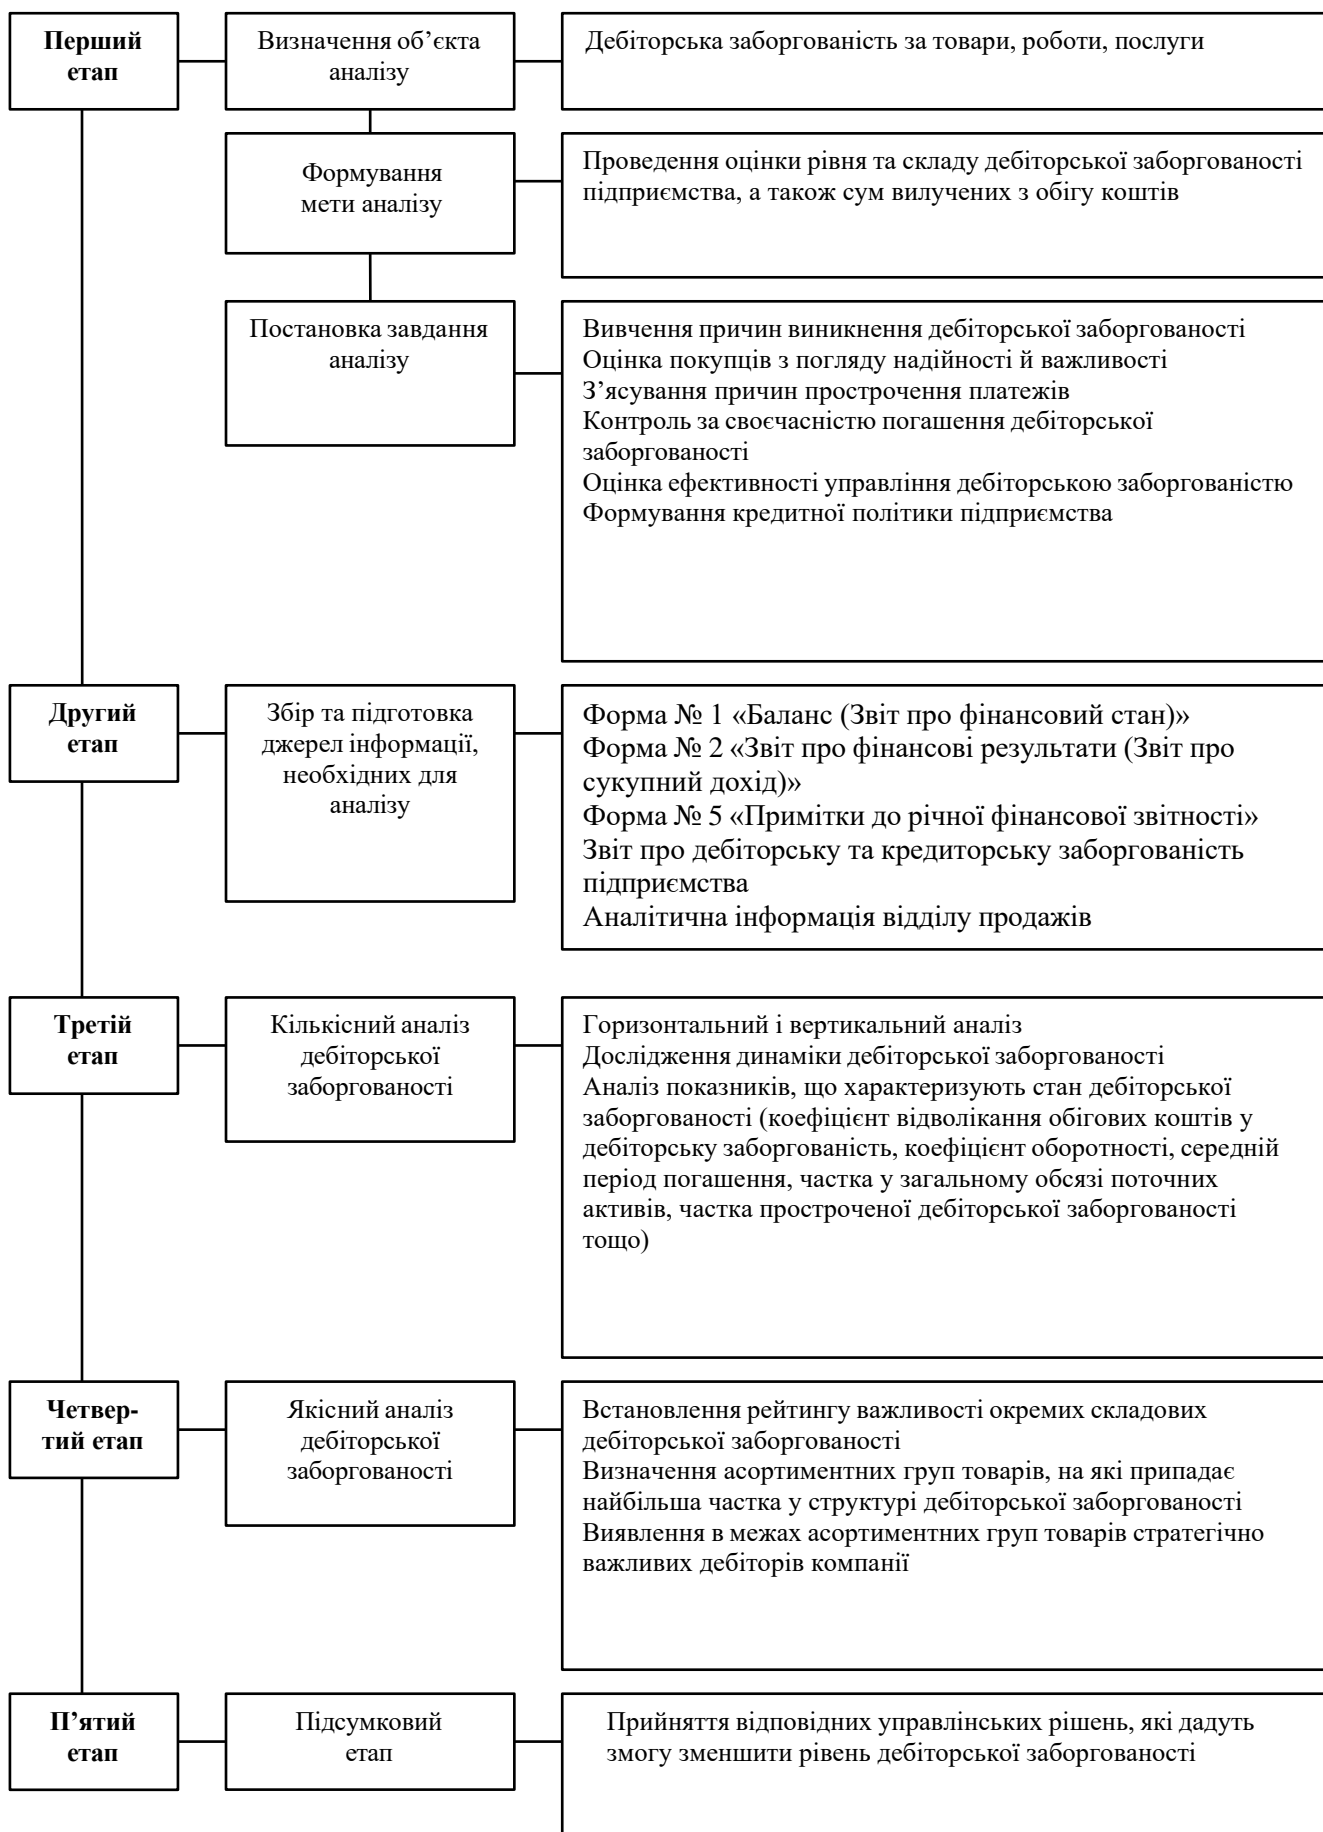 Перший
етап
Визначення об’єкта
аналізу
Дебіторська заборгованість за товари, роботи, послуги
Формування
мети аналізу
Проведення оцінки рівня та складу дебіторської заборгованості
підприємства, а також сум вилучених з обігу коштів
Постановка завдання
аналізу
Вивчення причин виникнення дебіторської заборгованості
Оцінка покупців з погляду надійності й важливості
З’ясування причин прострочення платежів
Контроль за своєчасністю погашення дебіторської
заборгованості
Оцінка ефективності управління дебіторською заборгованістю
Формування кредитної політики підприємства
Другий
етап
Збір та підготовка
джерел інформації,
необхідних для
аналізу
Форма № 1 «Баланс (Звіт про фінансовий стан)»
Форма № 2 «Звіт про фінансові результати (Звіт про
сукупний дохід)»
Форма № 5 «Примітки до річної фінансової звітності»
Звіт про дебіторську та кредиторську заборгованість
підприємства
Аналітична інформація відділу продажів
Третій
етап
Кількісний аналіз
дебіторської
заборгованості
Горизонтальний і вертикальний аналіз
Дослідження динаміки дебіторської заборгованості
Аналіз показників, що характеризують стан дебіторської
заборгованості (коефіцієнт відволікання обігових коштів у
дебіторську заборгованість, коефіцієнт оборотності, середній
період погашення, частка у загальному обсязі поточних
активів, частка простроченої дебіторської заборгованості
тощо)
Четвер-
тий етап
Якісний аналіз
дебіторської
заборгованості
Встановлення рейтингу важливості окремих складових
дебіторської заборгованості
Визначення асортиментних груп товарів, на які припадає
найбільша частка у структурі дебіторської заборгованості
Виявлення в межах асортиментних груп товарів стратегічно
важливих дебіторів компанії
П’ятий
етап
Підсумковий
етап
Прийняття відповідних управлінських рішень, які дадуть
змогу зменшити рівень дебіторської заборгованості